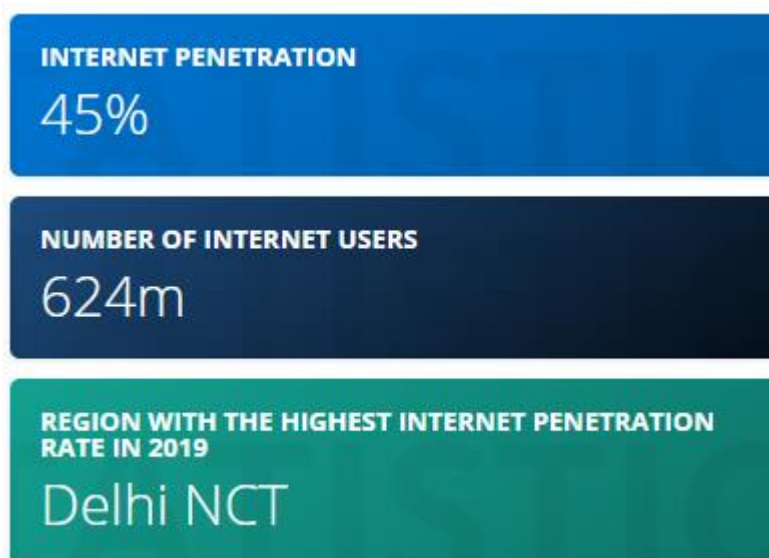 INTERNET PENETRATION
45%
NUMBER OF INTERNET USERS
624m
REGION WITH THE HIGHEST INTERNET PENETRATION
RATE IN 2019
Delhi NCT